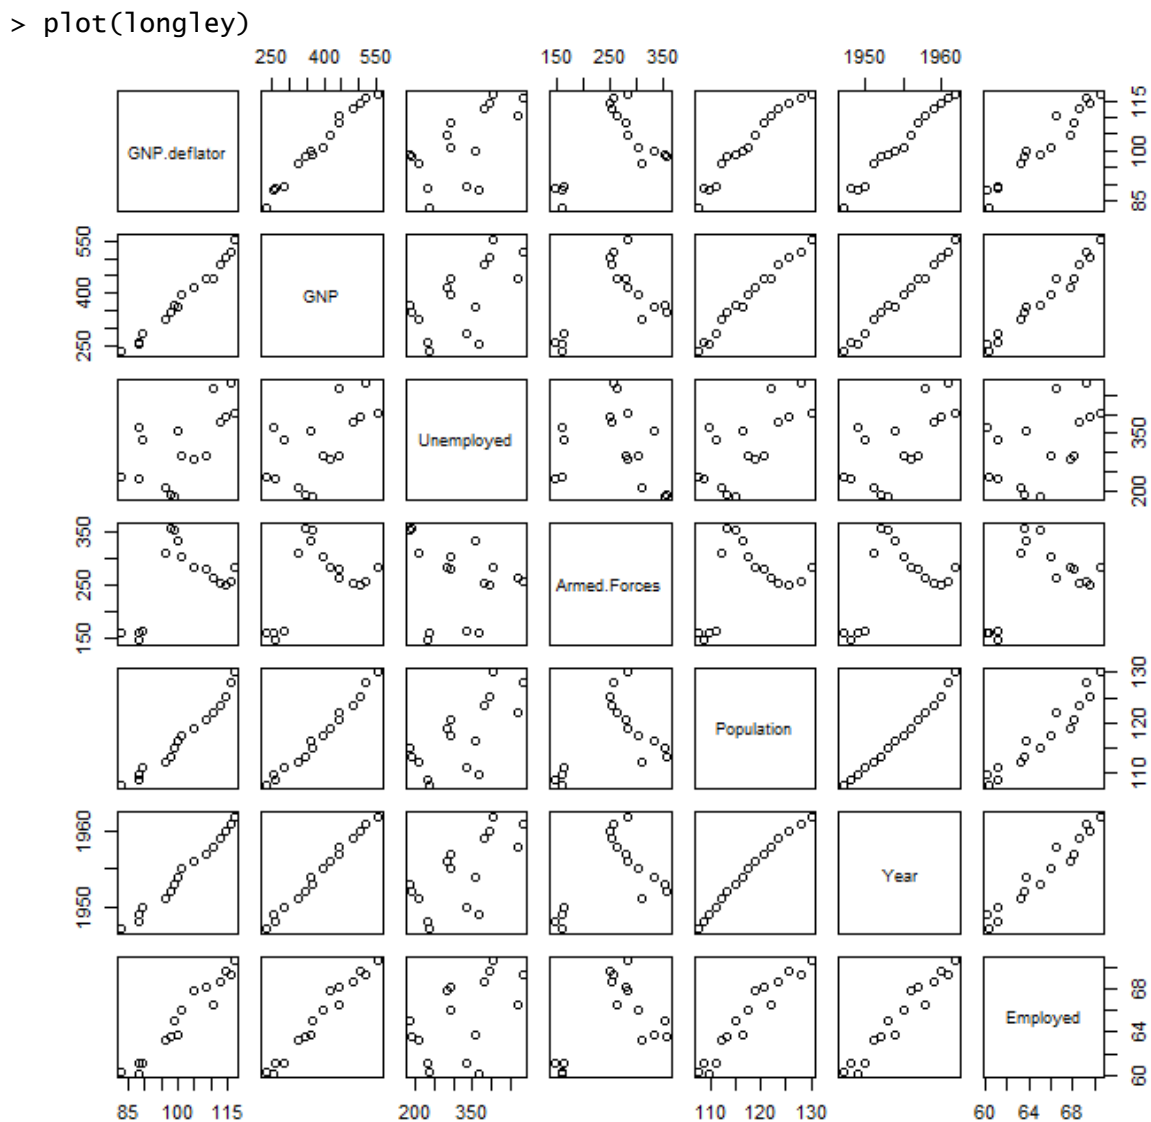 > plot(longley)
250 400 550 150 250 350 1950 1960
GNP.deflator
85 100 115
250 400 550
GNP
Unemployed
200 350
150 250 350
Armed.Forces
Population
110 120 130
1950 1960
Year
Employed
60 64 68
85 100 115 200 350 110 120 130 60 64 68